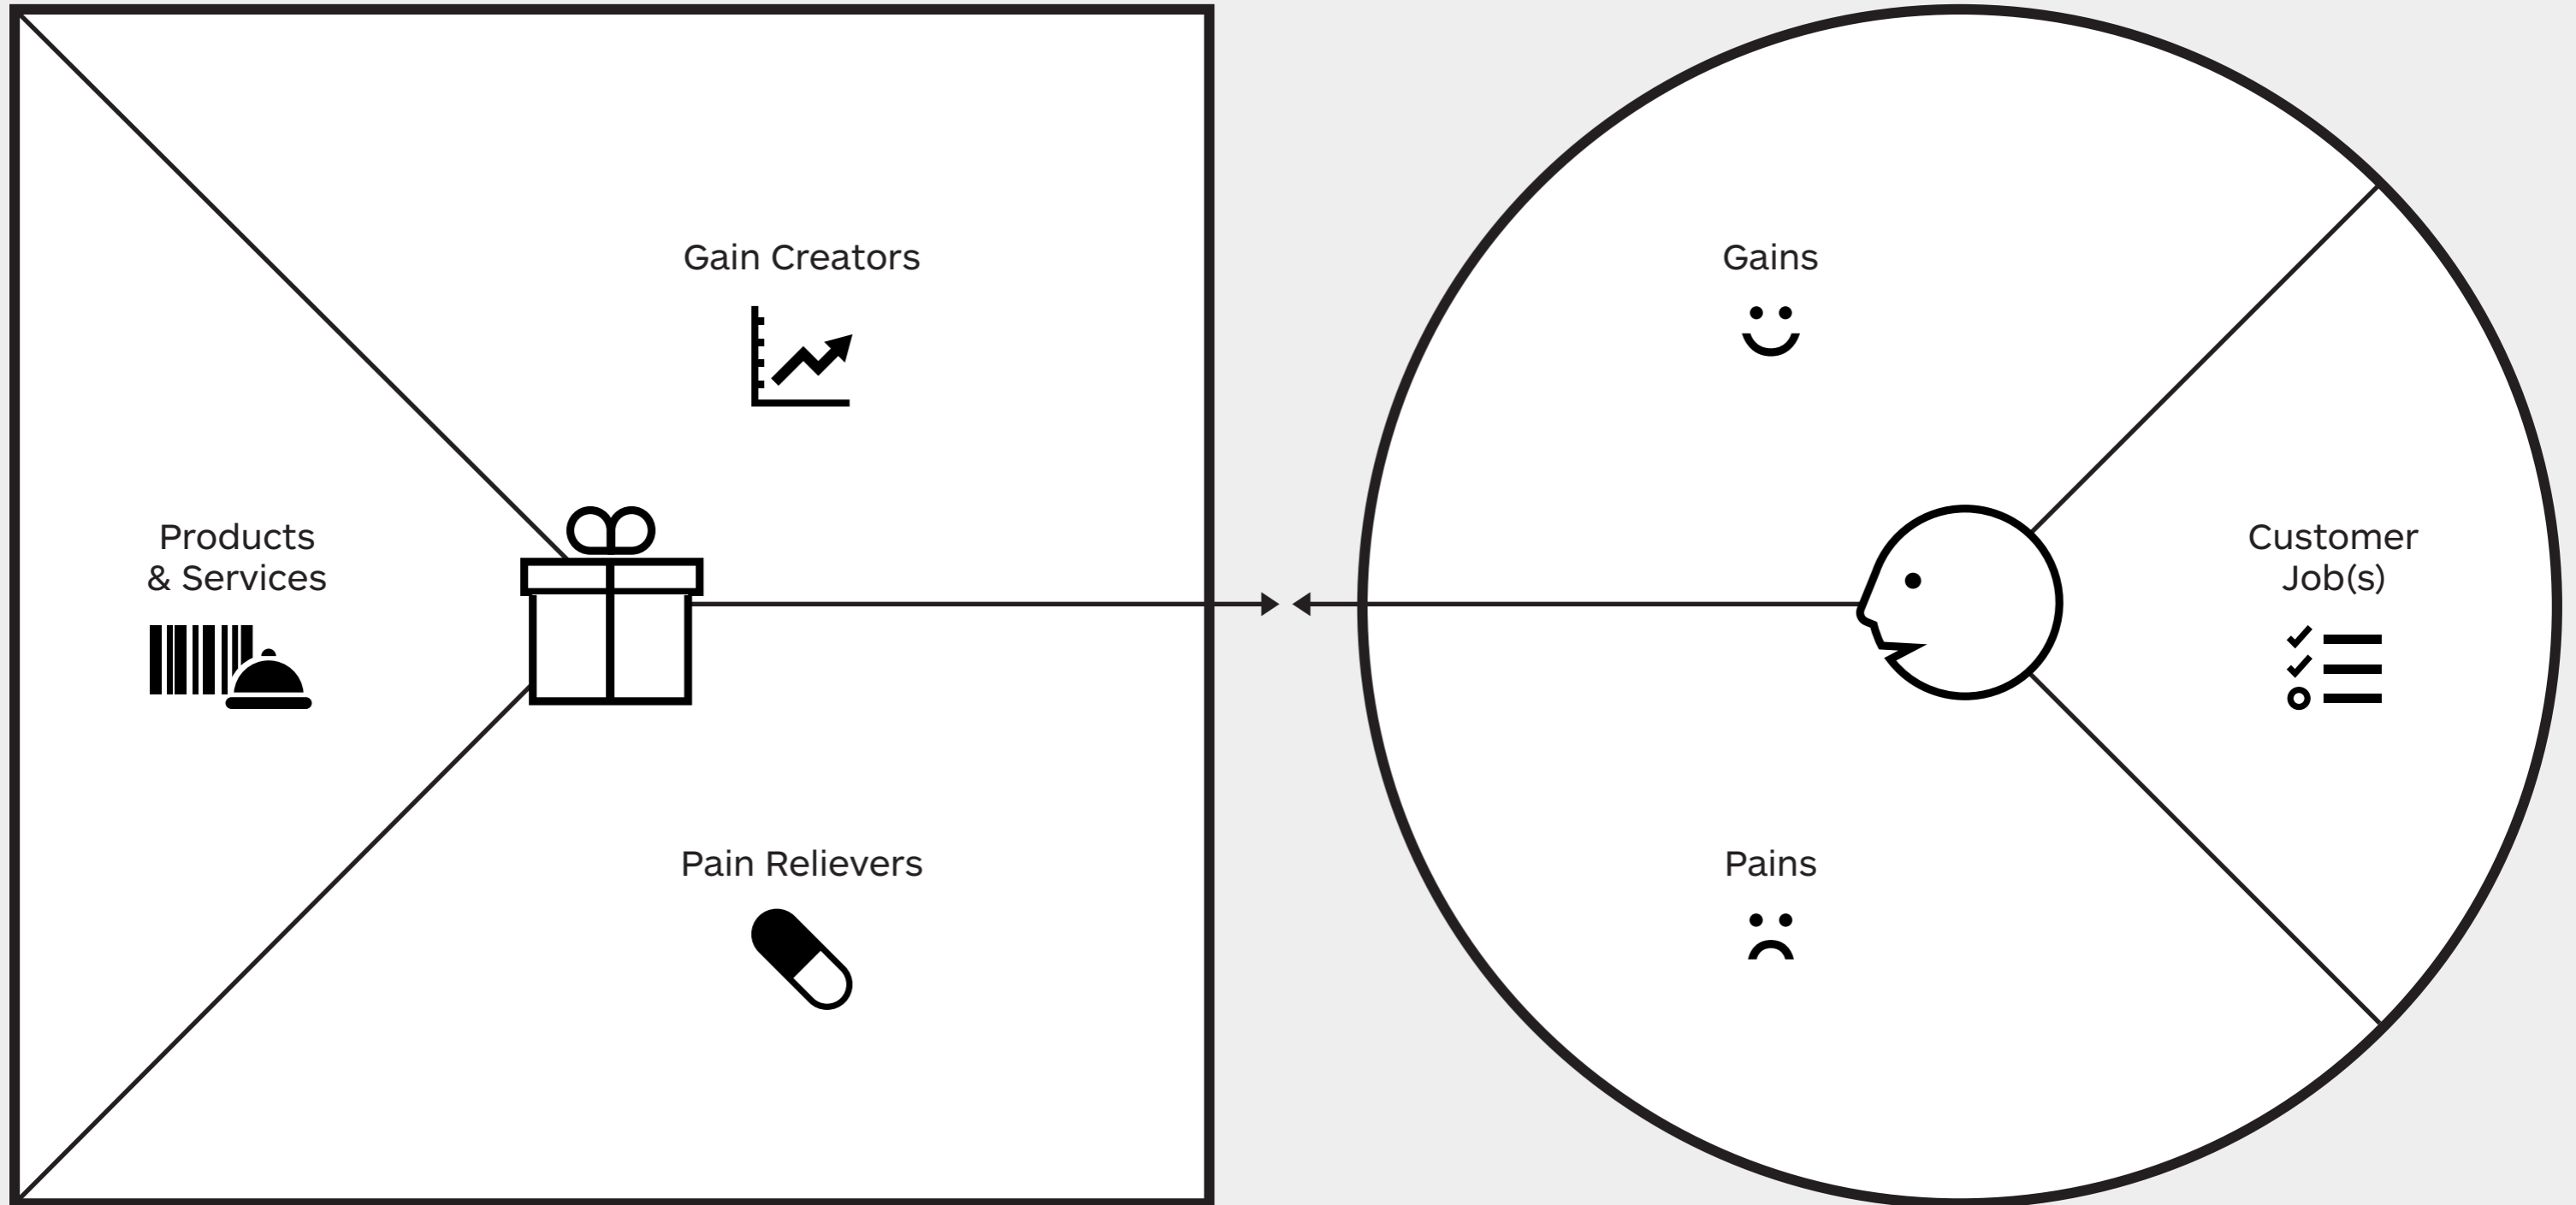 Gain Creators
Products
& Services
Pain Relievers
Gains
Customer
Job(s)
Pains